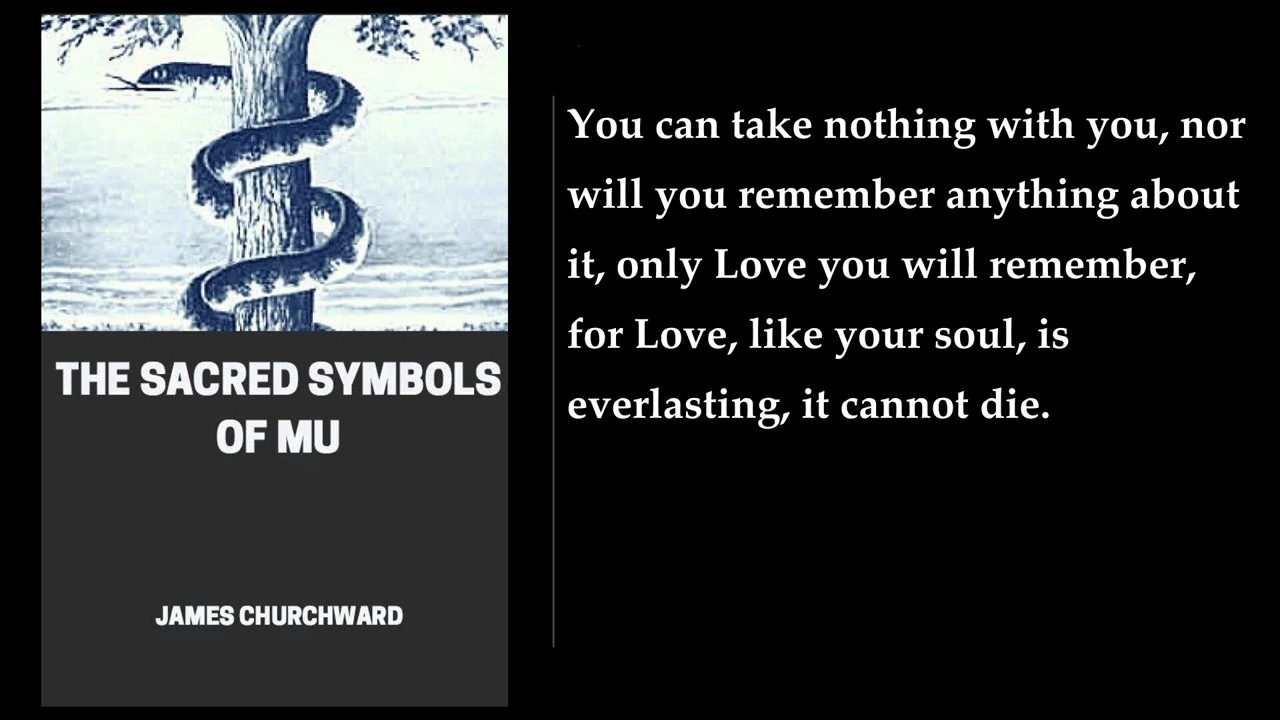 THE SACRED SYMBOLS
OF MU
JAMES CHURCHWARD
You can take nothing with you, nor
will you remember anything about
it, only Love you will remember,
for Love, like your soul, is
everlasting, it cannot die.